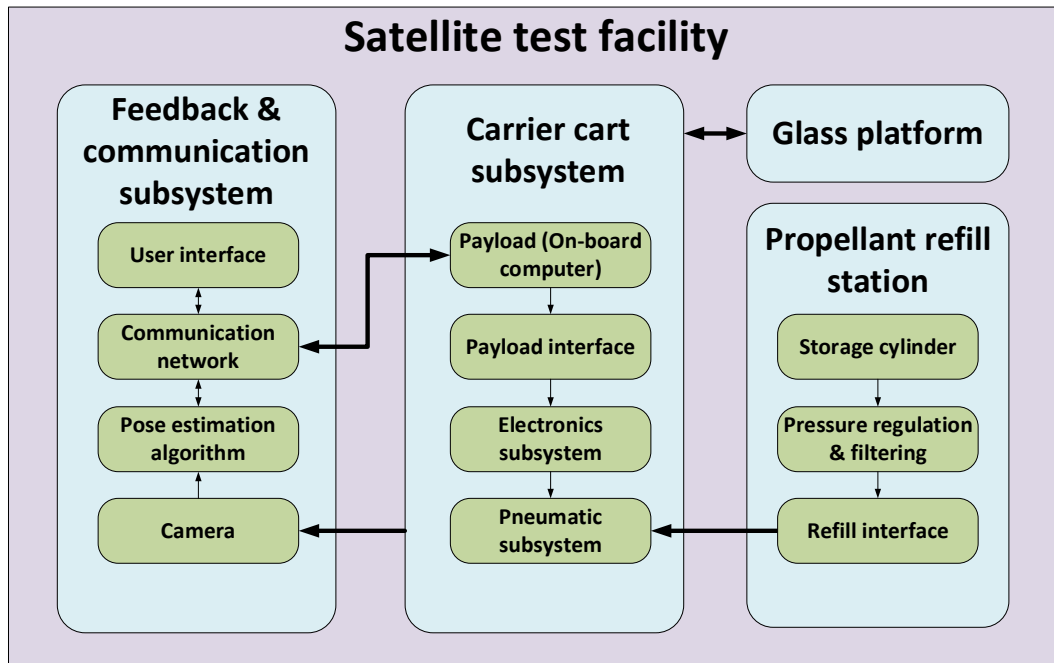 Satellite test facility
Feedback &
communication
subsystem
User interface
Communication
network
Pose estimation
algorithm
Camera
Carrier cart
subsystem
Payload (On-board
computer)
Payload interface
Electronics
subsystem
Pneumatic
subsystem
Glass platform
Propellant refill
station
Storage cylinder
Pressure regulation
& filtering
Refill interface